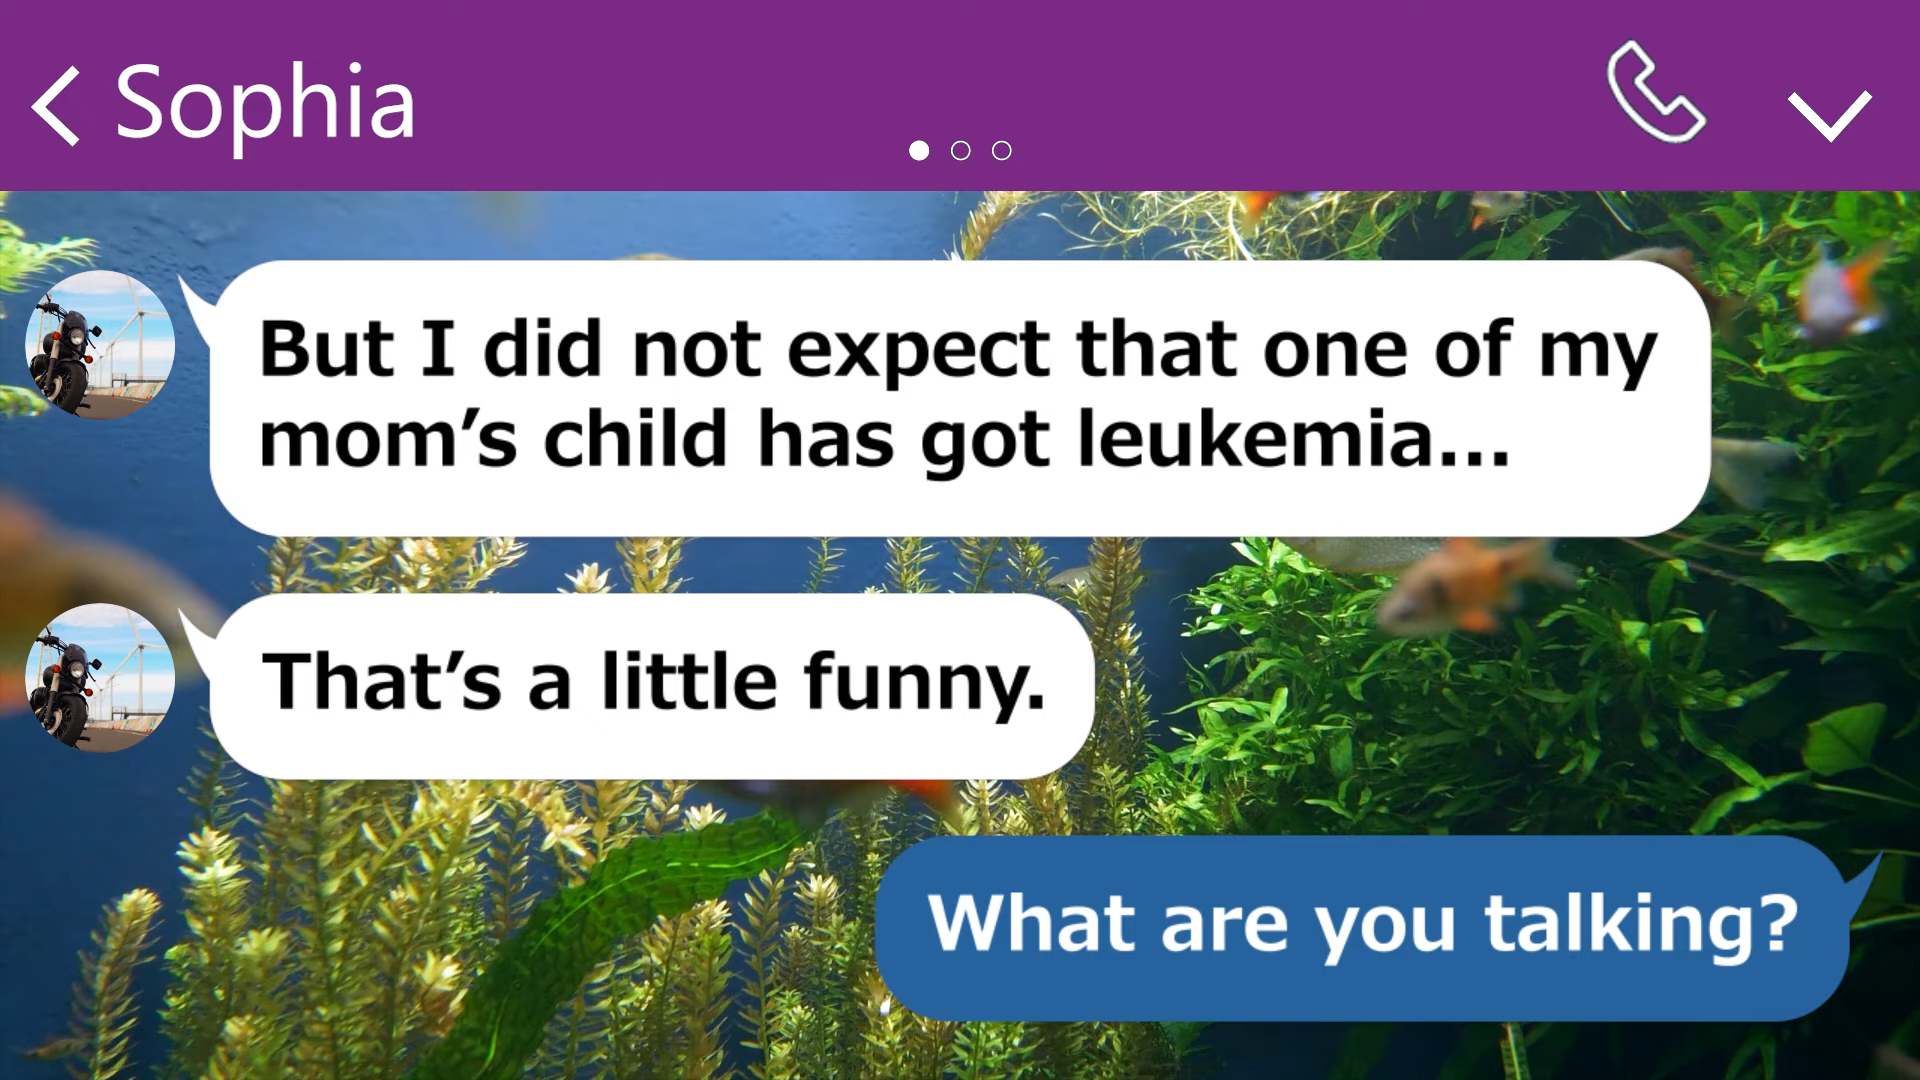 Sophia
But I did not expect that one of my
mom’s child has got leukemia...
That’s a little funny.
What are you talking?